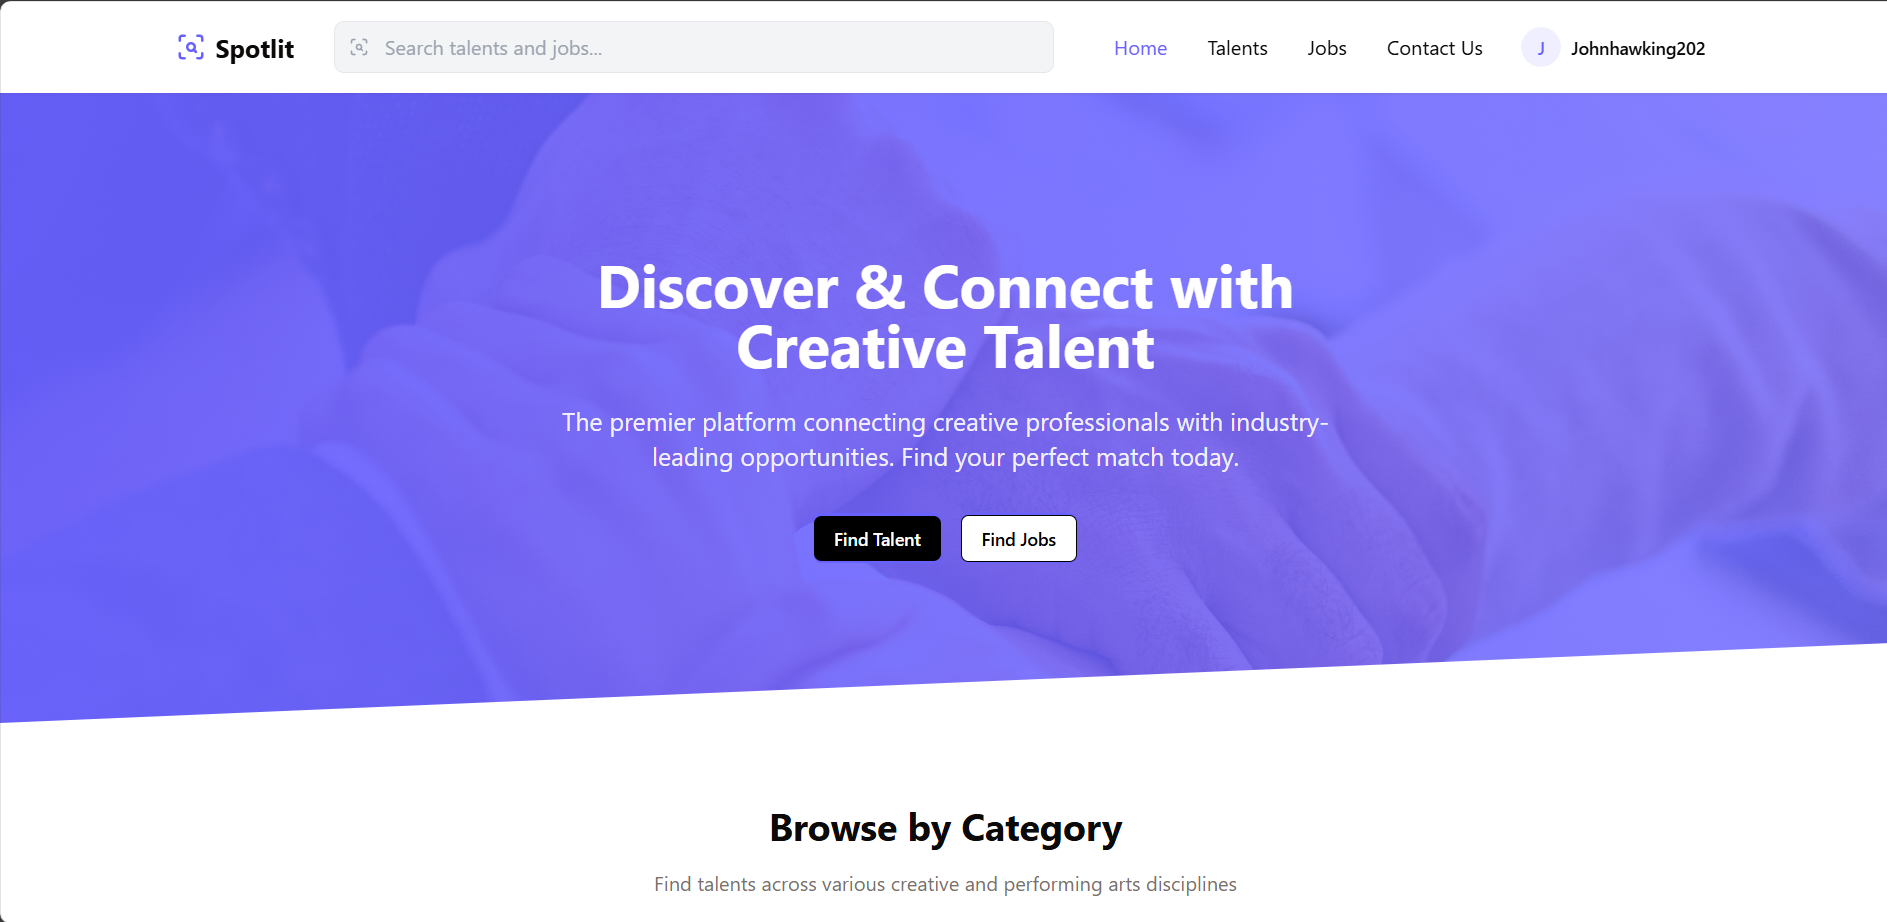 Spotlit
Search talents and jobs...
Home
Talents
Jobs
Contact Us
J
Johnhawking202
Discover & Connect with
Creative Talent
The premier platform connecting creative professionals with industry-
leading opportunities. Find your perfect match today.
Find Talent
Find Jobs
Browse by Category
Find talents across various creative and performing arts disciplines